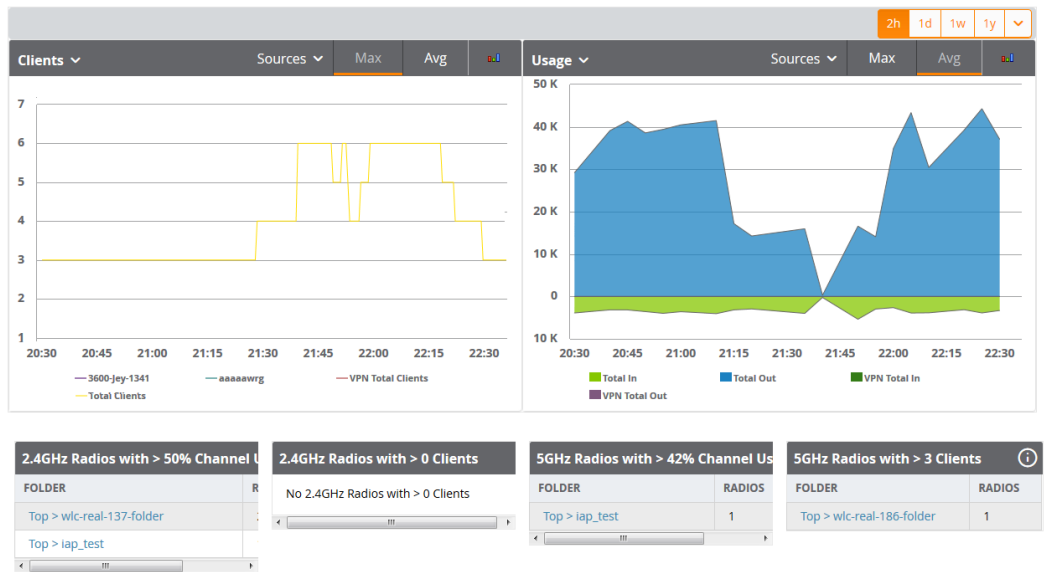 2h 1d 1w 1y
Clients Sources Max Avg
Usage Sources Max Avg
7
6
5
4
3
2
1
20:30 20:45 21:00 21:15 21:30 21:45 22:00 22:15 22:30
3600-Jey-1341 aaaaawrg VPN Total Clients
Total Clients
50 K
40 K
30 K
20 K
10 K
0
10 K
20:30 20:45 21:00 21:15 21:30 21:45 22:00 22:15 22:30
Total In Total Out VPN Total In
VPN Total Out
2.4GHz Radios with > 50% Channel U
FOLDER R
Top > wlc-real-137-folder
Top > iap_test
2.4GHz Radios with > 0 Clients
No 2.4GHz Radios with > 0 Clients
5GHz Radios with > 42% Channel Us
FOLDER RADIOS
Top > iap_test 1
5GHz Radios with > 3 Clients
FOLDER RADIOS
Top > wlc-real-186-folder 1